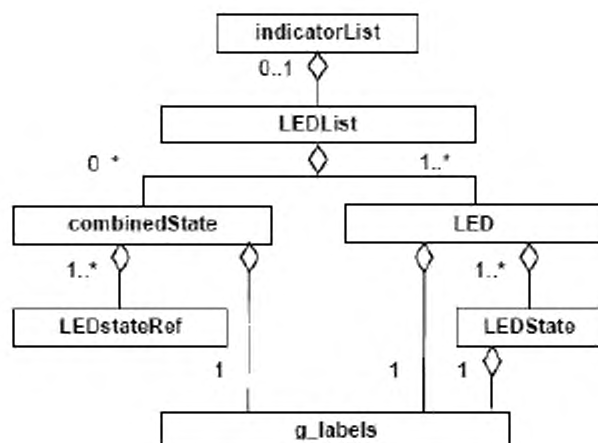 indicatorList
0..1
LEDList
0 * 1..*
combinedState LED
1..* 1..*
LEDstateRef LEDState
1 1 1
g_labels